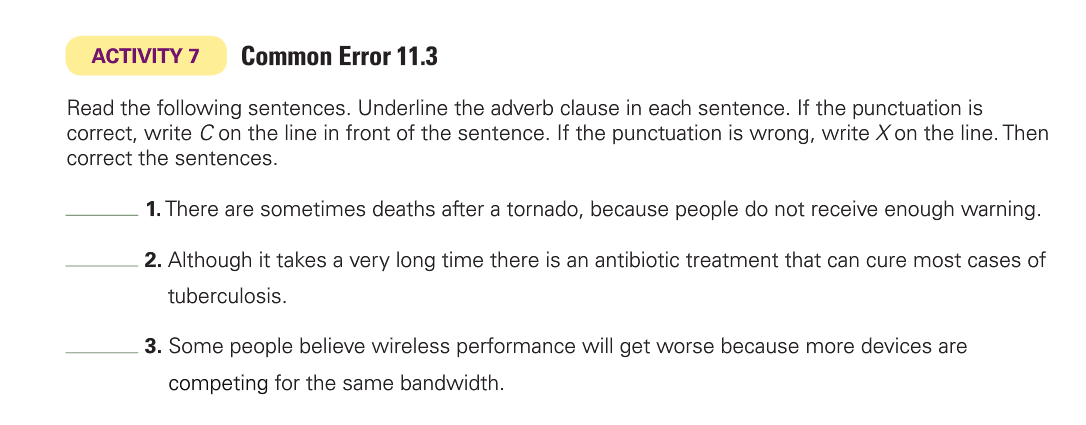 ACTIVITY 7 Common Error 11.3
Read the following sentences. Underline the adverb clause in each sentence. If the punctuation is
correct, write C on the line in front of the sentence. If the punctuation is wrong, write X on the line. Then
correct the sentences.
______ 1. There are sometimes deaths after a tornado, because people do not receive enough warning.
______ 2. Although it takes a very long time there is an antibiotic treatment that can cure most cases of
tuberculosis.
______ 3. Some people believe wireless performance will get worse because more devices are
competing for the same bandwidth.